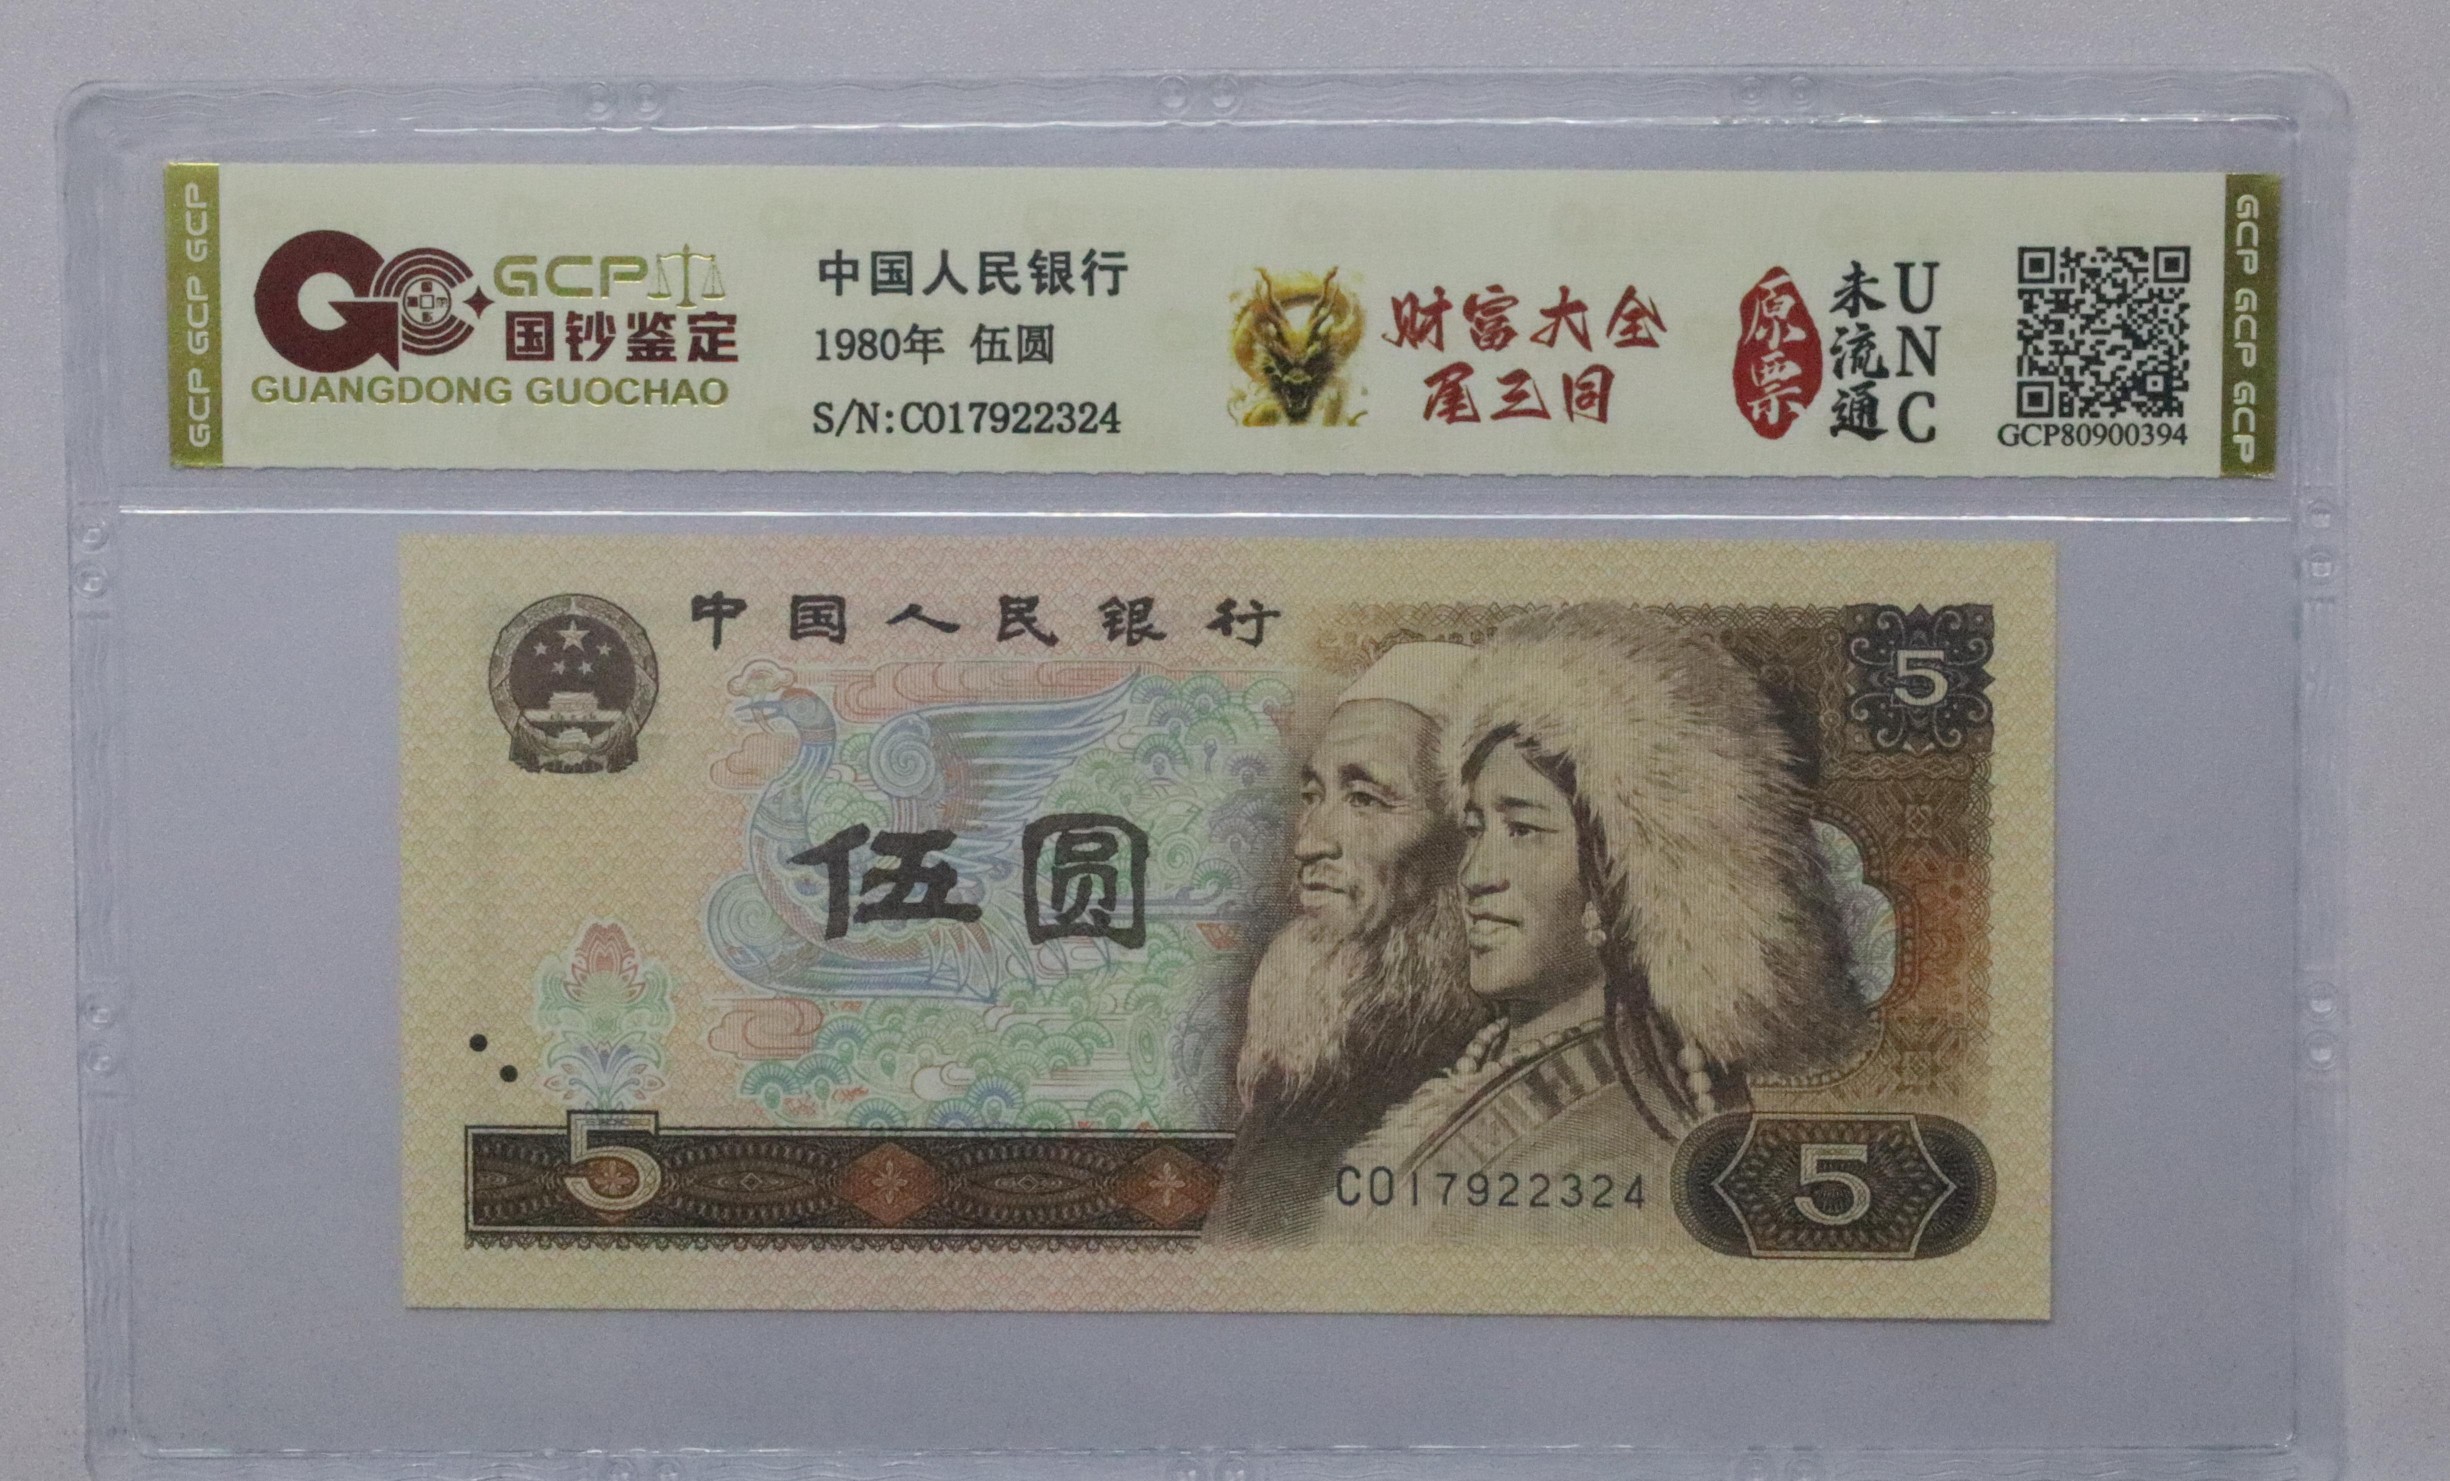 GCP GCP GCP
GCP
国钞鉴定
GUANGDONG GUOCHAO
中国人民银行
1980年 伍圆
S/N:CO17922324
财富大全
尾三同
原票
未流通
UNC
GCP80900394
GCP GCP GCP
中国人民银行
5
伍圆
5
CO17922324
5